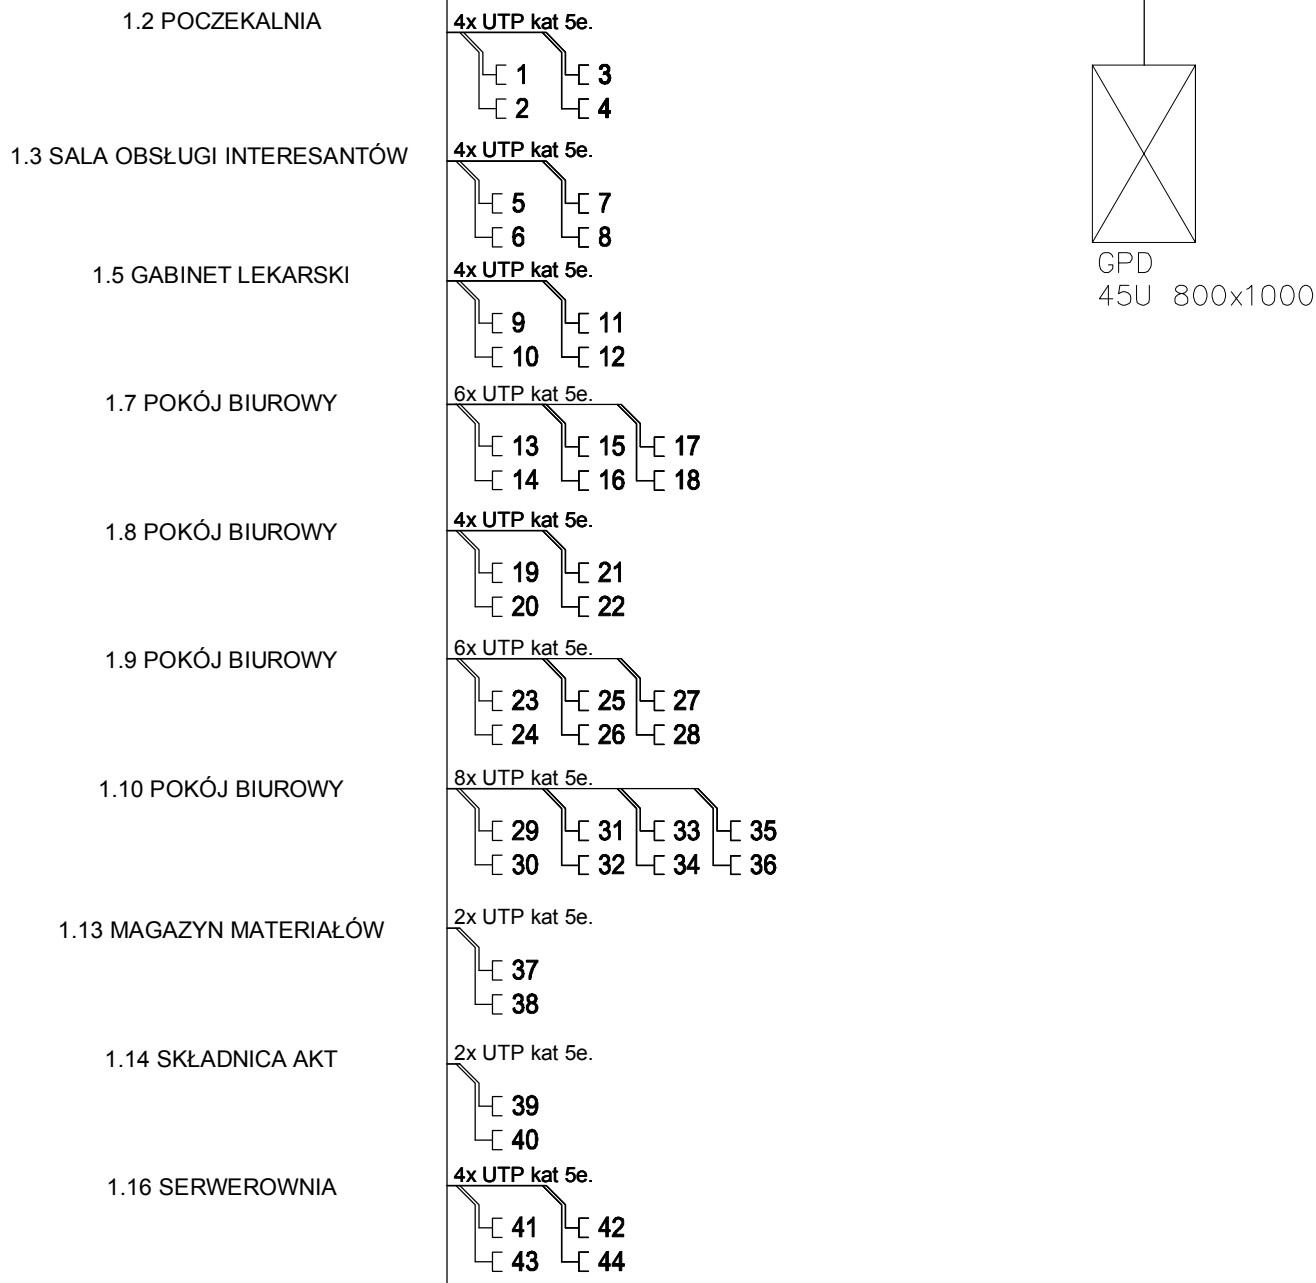 1.2 POCZEKALNIA
4x UTP kat 5e.
1 3
2 4
1.3 SALA OBSŁUGI INTERESANTÓW
4x UTP kat 5e.
5 7
6 8
GPD
45U 800x1000
1.5 GABINET LEKARSKI
4x UTP kat 5e.
9 11
10 12
1.7 POKÓJ BIUROWY
6x UTP kat 5e.
13 15 17
14 16 18
1.8 POKÓJ BIUROWY
4x UTP kat 5e.
19 21
20 22
1.9 POKÓJ BIUROWY
6x UTP kat 5e.
23 25 27
24 26 28
1.10 POKÓJ BIUROWY
8x UTP kat 5e.
29 31 33 35
30 32 34 36
1.13 MAGAZYN MATERIAŁÓW
2x UTP kat 5e.
37
38
1.14 SKŁADNICA AKT
2x UTP kat 5e.
39
40
1.16 SERWEROWNIA
4x UTP kat 5e.
41 42
43 44